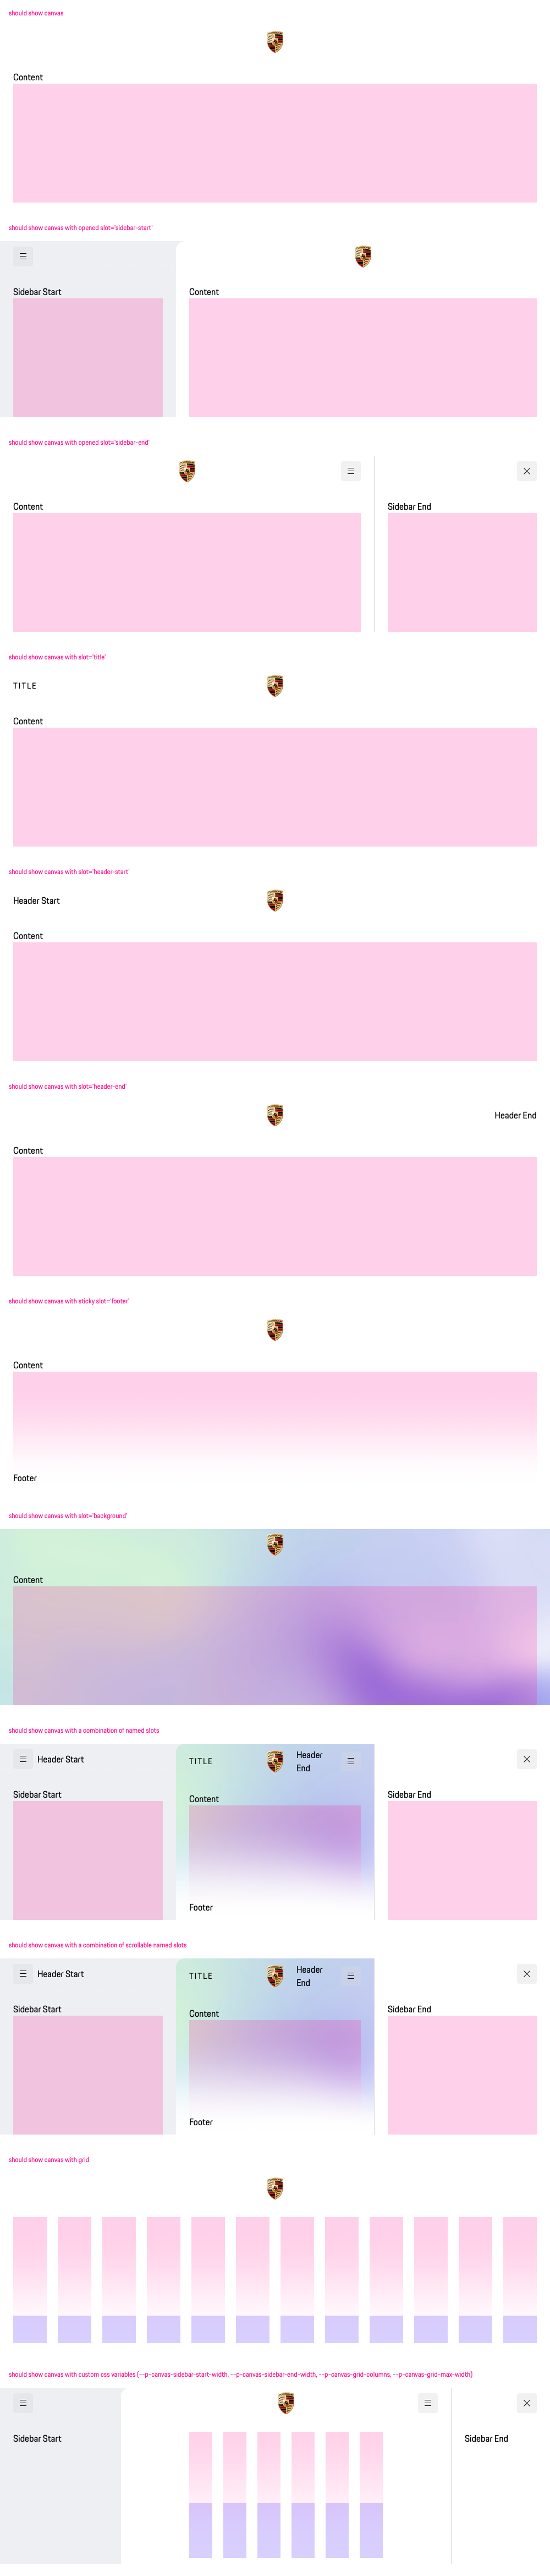 should show canvas
Content
should show canvas with opened slot='sidebar-start'
Sidebar Start
Content
should show canvas with opened slot='sidebar-end'
Content
Sidebar End
should show canvas with slot='title'
TITLE
Content
should show canvas with slot='header-start'
Header Start
Content
should show canvas with slot='header-end'
Header End
Content
should show canvas with sticky slot='footer'
Content
Footer
should show canvas with slot='background'
Content
should show canvas with a combination of named slots
Header Start
TITLE
Header
End
Sidebar Start
Content
Sidebar End
Footer
should show canvas with a combination of scrollable named slots
Header Start
TITLE
Header
End
Sidebar Start
Content
Sidebar End
Footer
should show canvas with grid
should show canvas with custom css variables (--p-canvas-sidebar-start-width, --p-canvas-sidebar-end-width, --p-canvas-grid-columns, --p-canvas-grid-max-width)
Sidebar Start
Sidebar End